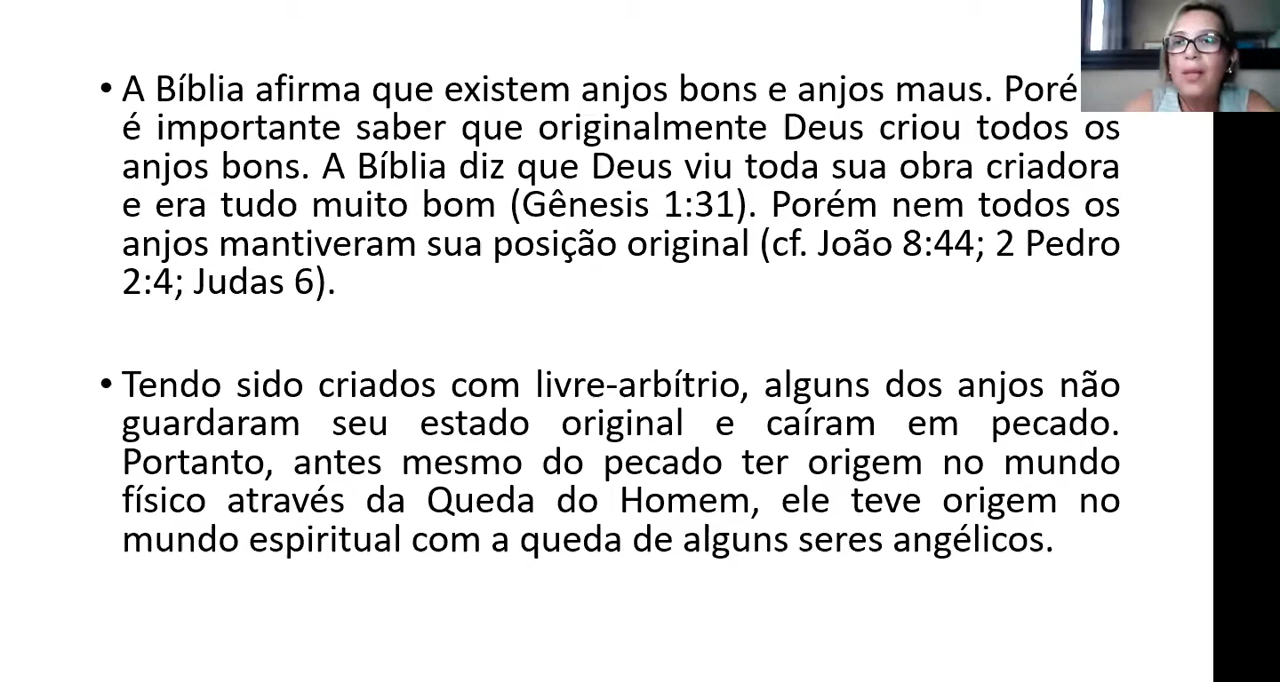 • A Bíblia afirma que existem anjos bons e anjos maus.
é importante saber que originalmente Deus criou todos os
anjos bons. A Bíblia diz que Deus viu toda sua obra criadora
e era tudo muito bom (Gênesis 1:31). Porém nem todos os
anjos mantiveram sua posição original (cf. João 8:44; 2 Pedro
2:4; Judas 6).
• Tendo sido criados com livre-arbítrio, alguns dos anjos não
guardaram seu estado original e caíram em pecado.
Portanto, antes mesmo do pecado ter origem no mundo
físico através da Queda do Homem, ele teve origem no
mundo espiritual com a queda de alguns seres angélicos.